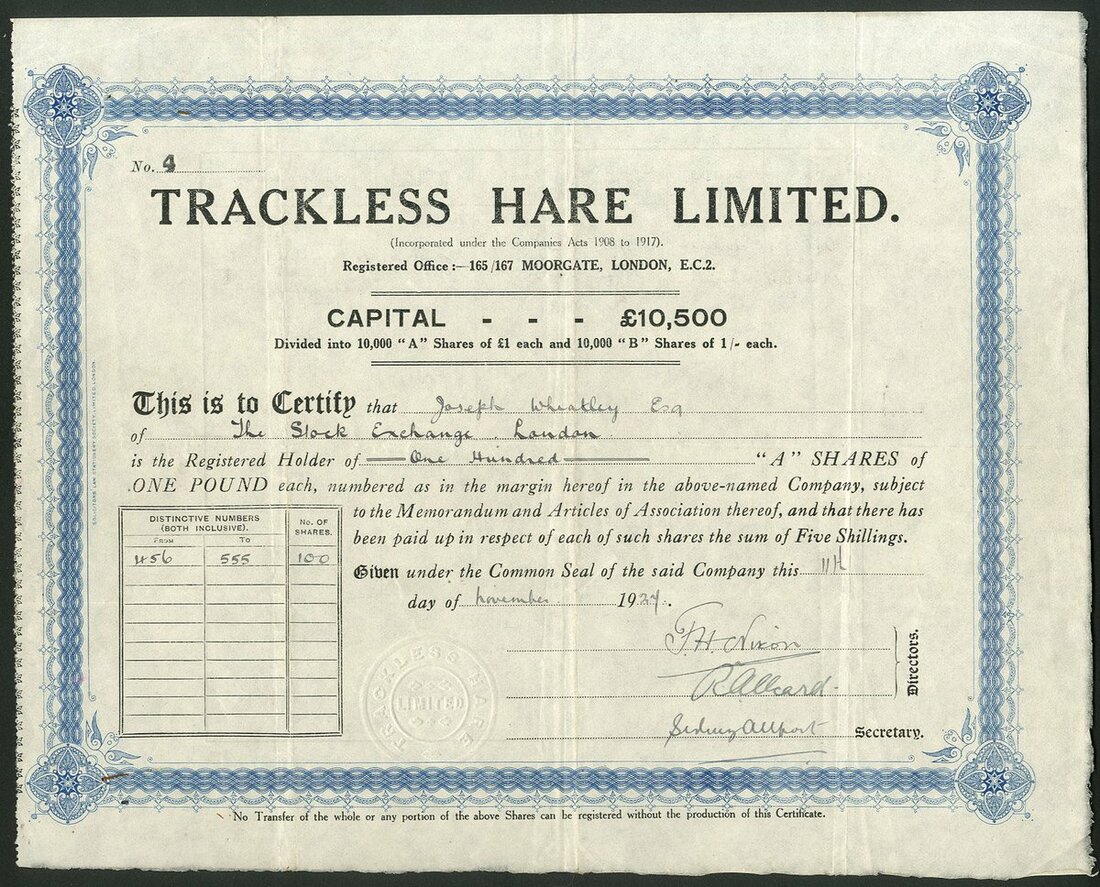 No. 4
TRACKLESS HARE LIMITED.
(Incorporated under the Companies Acts 1908 to 1917).
Registered Office :— 165/167 MOORGATE, LONDON, E.C.2.
CAPITAL - - - £10,500
Divided into 10,000 "A" Shares of £1 each and 10,000 "B" Shares of 1/- each.
This is to Certify that Joseph Wheatley Esq
of The Stock Exchange London
is the Registered Holder of One Hundred "A" SHARES of
ONE POUND each, numbered as in the margin hereof in the above-named Company, subject
to the Memorandum and Articles of Association thereof, and that there has
been paid up in respect of each of such shares the sum of Five Shillings.
DISTINCTIVE NUMBERS
(BOTH INCLUSIVE).
FROM To
No. OF
SHARES.
456 555 100
Given under the Common Seal of the said Company this 11th
day of november 1927.
F.H. Nixon
Directors.
Sidney Allport Secretary.
TRACKLESS HARE
LIMITED
SOLICITORS LAW STATIONERY SOCIETY, LIMITED, LONDON.
No Transfer of the whole or any portion of the above Shares can be registered without the production of this Certificate.